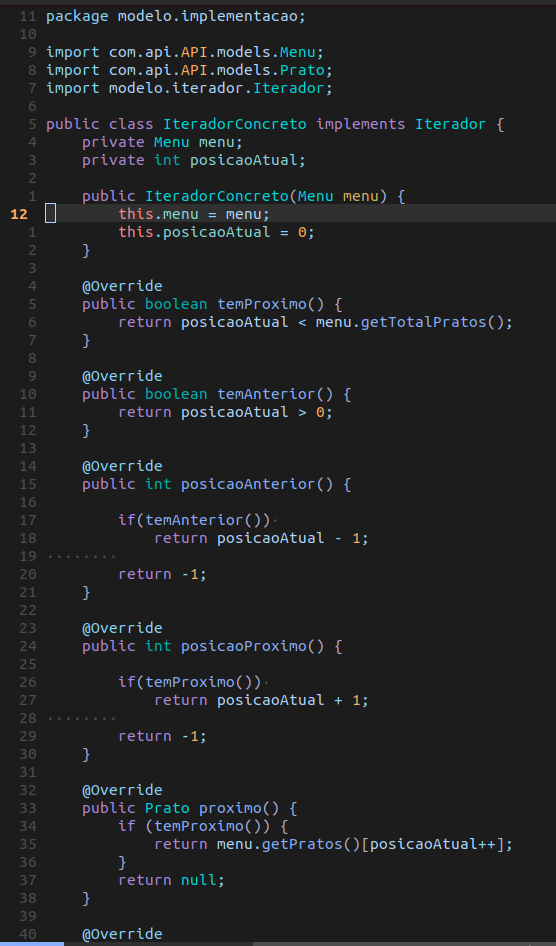 11 package modelo.implementacao;
10
9 import com.api.API.models.Menu;
8 import com.api.API.models.Prato;
7 import modelo.iterador.Iterador;
6
5 public class IteradorConcreto implements Iterador {
4     private Menu menu;
3     private int posicaoAtual;
2
1     public IteradorConcreto(Menu menu) {
12         this.menu = menu;
1         this.posicaoAtual = 0;
2     }
3
4     @Override
5     public boolean temProximo() {
6         return posicaoAtual < menu.getTotalPratos();
7     }
8
9     @Override
10     public boolean temAnterior() {
11         return posicaoAtual > 0;
12     }
13
14     @Override
15     public int posicaoAnterior() {
16
17         if(temAnterior())·
18             return posicaoAtual - 1;
19 ········
20         return -1;
21     }
22
23     @Override
24     public int posicaoProximo() {
25
26         if(temProximo())·
27             return posicaoAtual + 1;
28 ········
29         return -1;
30     }
31
32     @Override
33     public Prato proximo() {
34         if (temProximo()) {
35             return menu.getPratos()[posicaoAtual++];
36         }
37         return null;
38     }
39
40     @Override